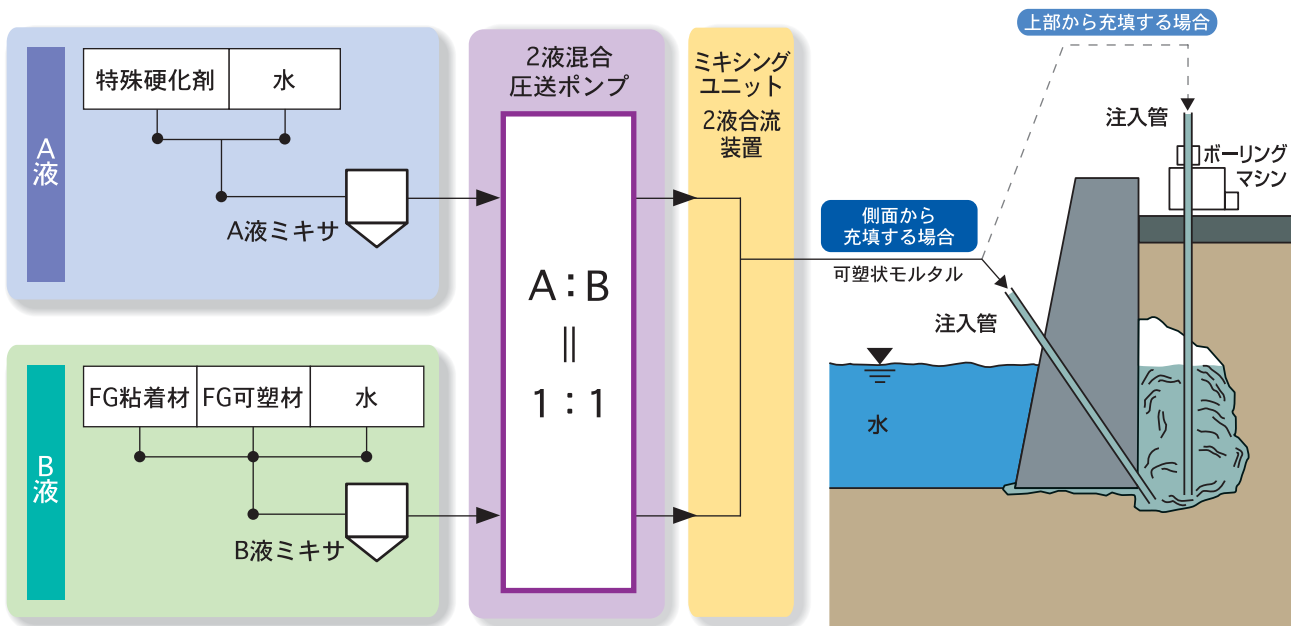 A液
特殊硬化剤
水
A液ミキサ
B液
FG粘着材
FG可塑材
水
B液ミキサ
2液混合
圧送ポンプ
A:B
||
1:1
ミキシング
ユニット
2液合流
装置
上部から充填する場合
注入管
ボーリング
マシン
側面から
充填する場合
可塑状モルタル
注入管
水